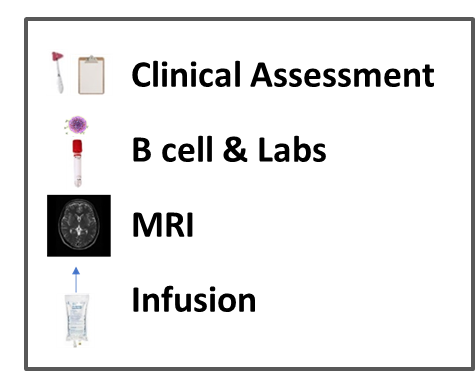 Clinical Assessment
B cell & Labs
MRI
Infusion